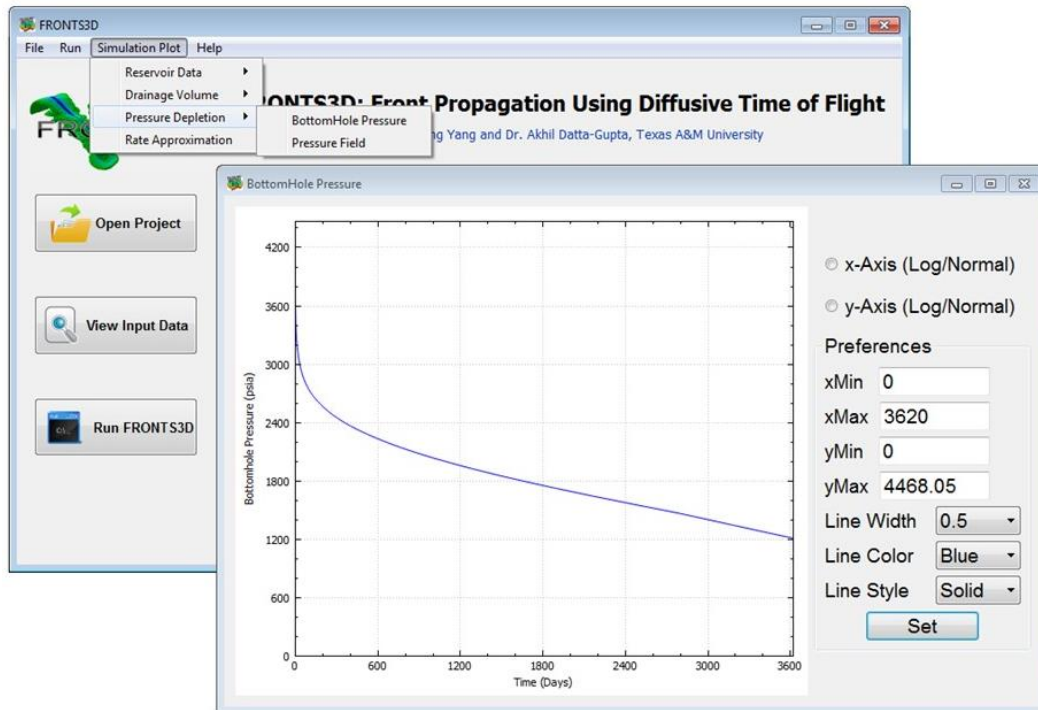 FRONTS3D
File Run Simulation Plot Help
Reservoir Data
Drainage Volume
Pressure Depletion
Rate Approximation
BottomHole Pressure
Pressure Field
FR
RONTS3D: Front Propagation Using Diffusive Time of Flight
Yang and Dr. Akhil Datta-Gupta, Texas A&M University
Open Project
View Input Data
Run FRONTS3D
BottomHole Pressure
4200
3600
3000
2400
1800
1200
600
0
Bottomhole Pressure (psia)
0 600 1200 1800 2400 3000 3600
Time (Days)
x-Axis (Log/Normal)
y-Axis (Log/Normal)
Preferences
xMin 0
xMax 3620
yMin 0
yMax 4468.05
Line Width 0.5
Line Color Blue
Line Style Solid
Set